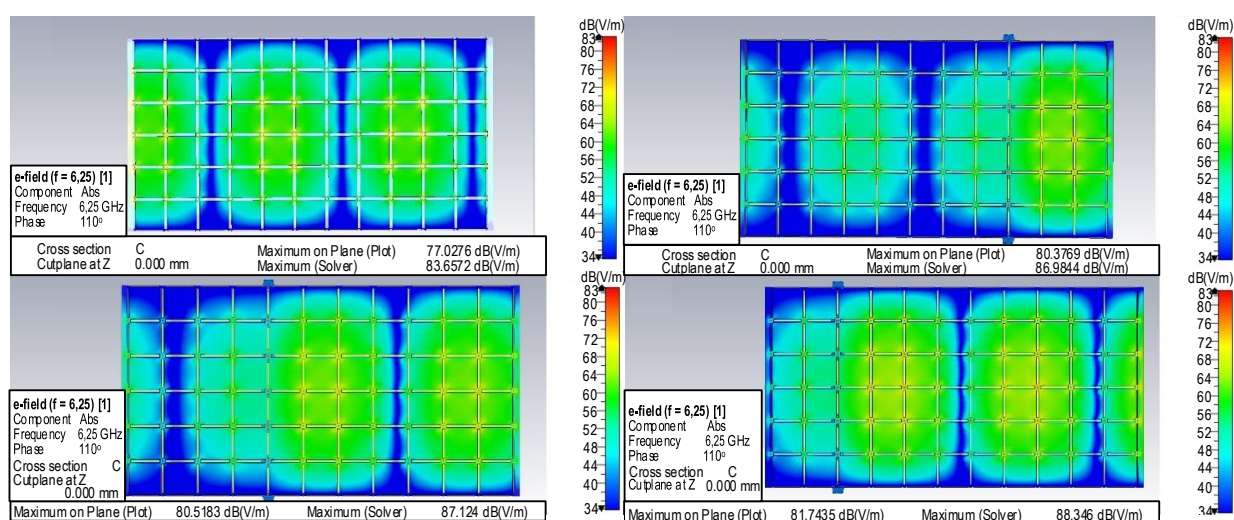 dB(V/m)
83
76
72
68
64
60
56
52
48
44
40
34
e-field (f = 6,25) [1]
Component Abs
Frequency 6,25 GHz
Phase 110°
Cross section C
Cutplane at Z 0.000 mm
Maximum on Plane (Plot) 77.0276 dB(V/m)
Maximum (Solver) 83.6572 dB(V/m)
dB(V/m)
83
76
72
68
64
60
56
52
48
44
40
34
e-field (f = 6,25) [1]
Component Abs
Frequency 6,25 GHz
Phase 110°
Cross section C
Cutplane at Z 0.000 mm
Maximum on Plane (Plot) 80.3769 dB(V/m)
Maximum (Solver) 86.9844 dB(V/m)
dB(V/m)
83
76
72
68
64
60
56
52
48
44
40
34
e-field (f = 6,25) [1]
Component Abs
Frequency 6,25 GHz
Phase 110°
Cross section C
Cutplane at Z
0.000 mm
Maximum on Plane (Plot) 80.5183 dB(V/m) Maximum (Solver) 87.124 dB(V/m)
dB(V/m)
83
76
72
68
64
60
56
52
48
44
40
34
e-field (f = 6,25) [1]
Component Abs
Frequency 6,25 GHz
Phase 110°
Cross section C
Cutplane at Z 0.000 mm
Maximum on Plane (Plot) 81.7435 dB(V/m) Maximum (Solver) 88.346 dB(V/m)